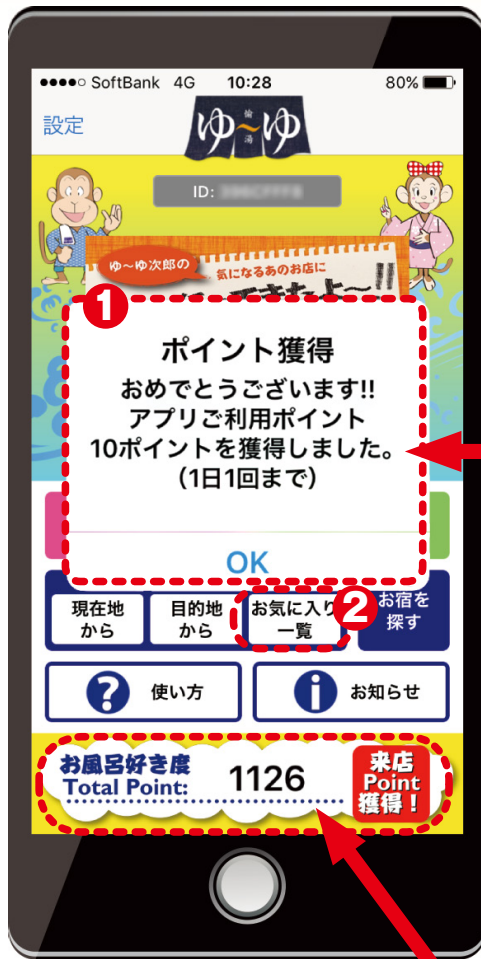 ●●●●○ SoftBank 4G 10:28 80%
設定
ゆ〜ゆ
愉湯
ID:
ゆ〜ゆ次郎の
気になるあのお店に
1
ポイント獲得
おめでとうございます!!
アプリご利用ポイント
10ポイントを獲得しました。
(1日1回まで)
OK
現在地から
目的地から
お気に入り一覧
2
お宿を探す
? 使い方
i お知らせ
お風呂好き度
Total Point: 1126
来店
Point
獲得!